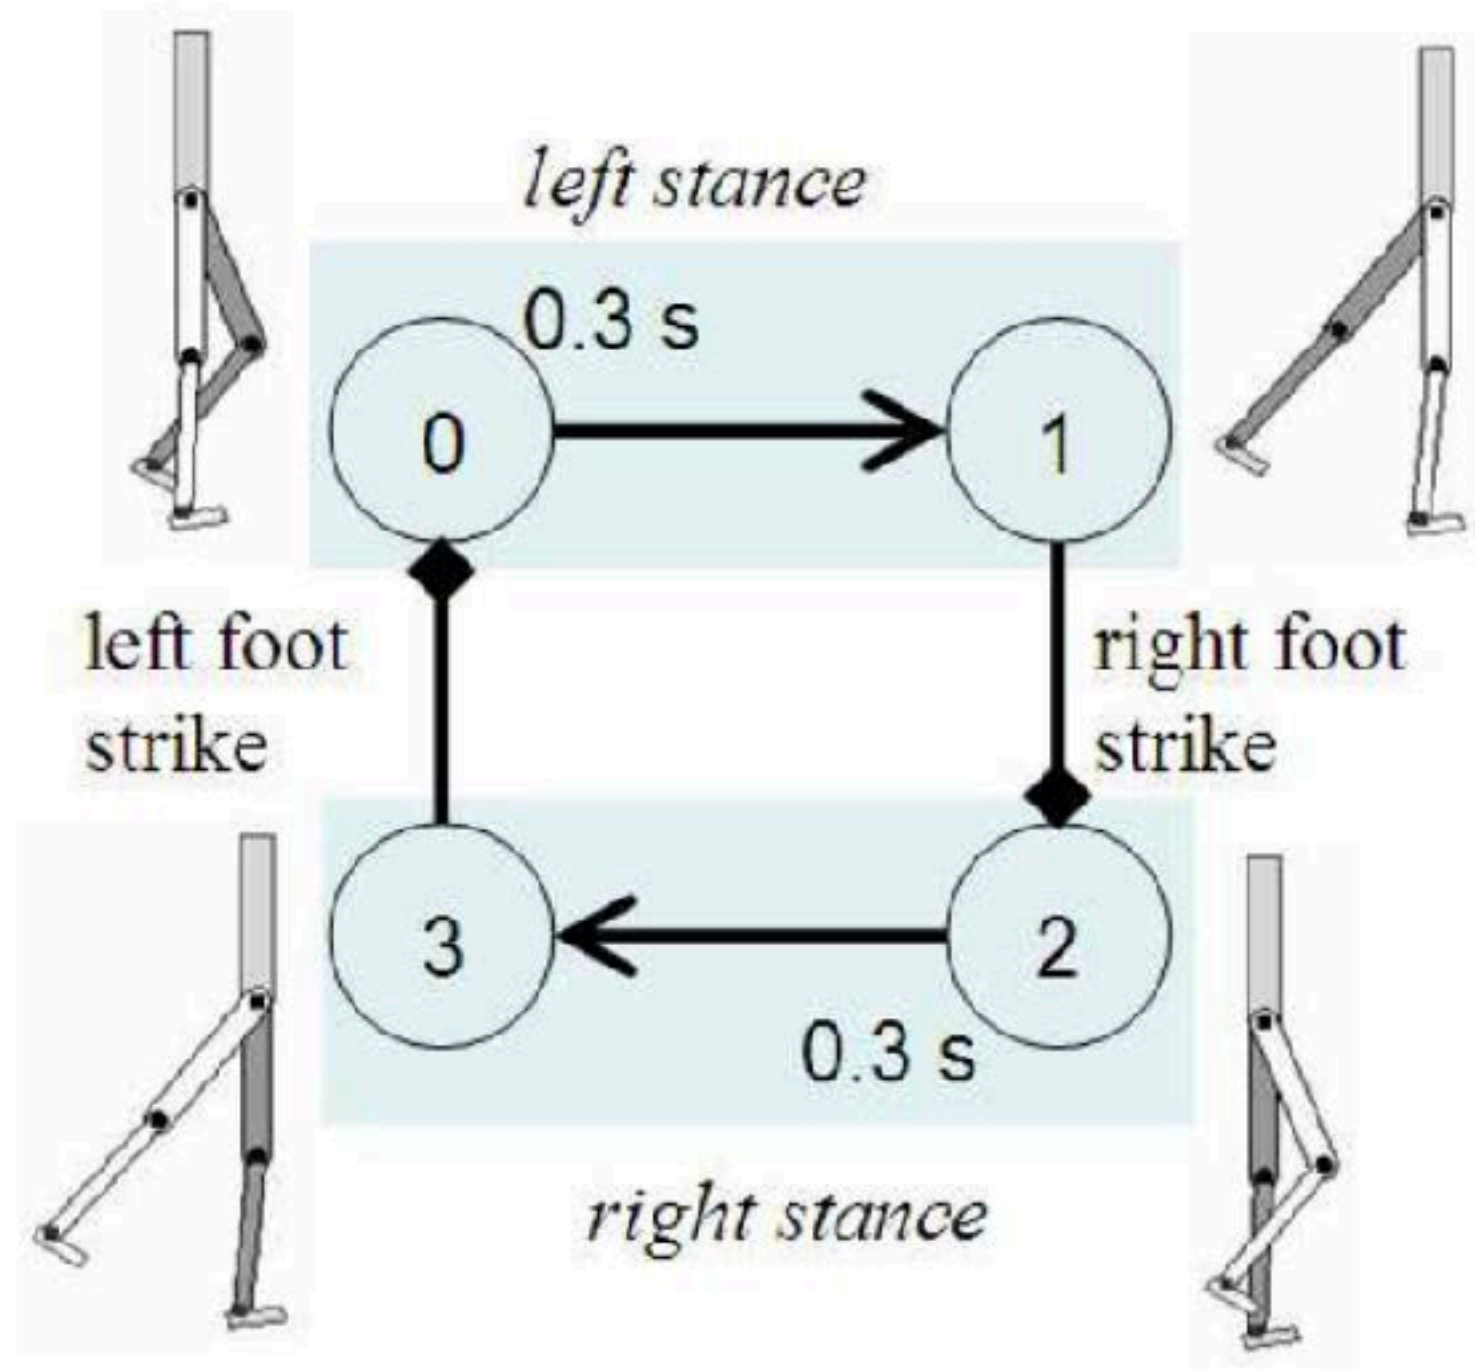 left stance
0.3 s
0
1
left foot
strike
right foot
strike
3
2
0.3 s
right stance